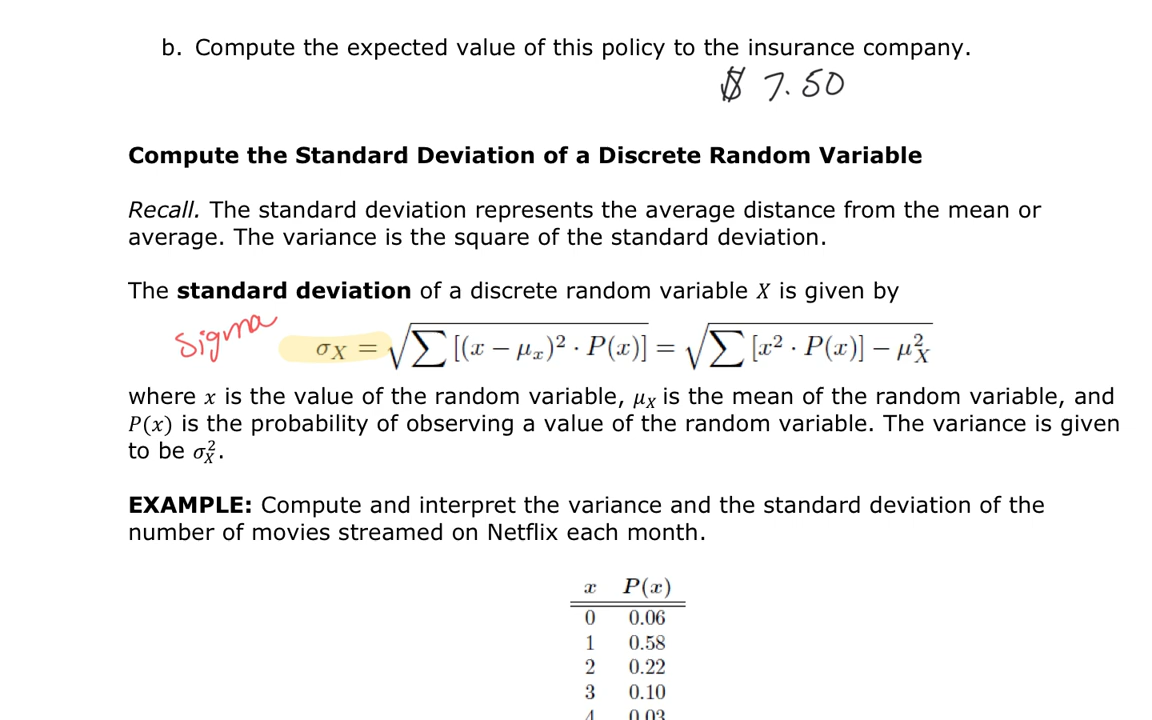 b. Compute the expected value of this policy to the insurance company.
$ 7.50
Compute the Standard Deviation of a Discrete Random Variable
Recall. The standard deviation represents the average distance from the mean or
average. The variance is the square of the standard deviation.
The standard deviation of a discrete random variable X is given by
Sigma σX = √∑ [(x − μx)² · P(x)] = √∑ [x² · P(x)] − μ²X
where x is the value of the random variable, μX is the mean of the random variable, and
P(x) is the probability of observing a value of the random variable. The variance is given
to be σ²X.
EXAMPLE: Compute and interpret the variance and the standard deviation of the
number of movies streamed on Netflix each month.
x P(x)
0 0.06
1 0.58
2 0.22
3 0.10
4 0.03